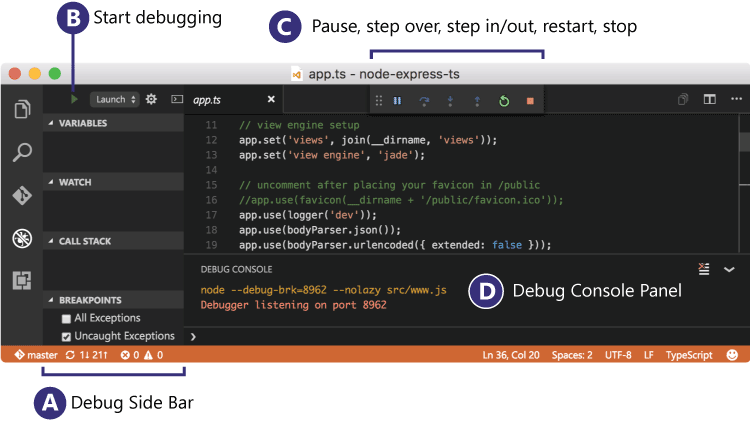 B Start debugging
C Pause, step over, step in/out, restart, stop
app.ts - node-express-ts
Launch
app.ts
VARIABLES
WATCH
CALL STACK
BREAKPOINTS
All Exceptions
Uncaught Exceptions
11 // view engine setup
12 app.set('views', join(__dirname, 'views'));
13 app.set('view engine', 'jade');
14
15 // uncomment after placing your favicon in /public
16 //app.use(favicon(__dirname + '/public/favicon.ico'));
17 app.use(logger('dev'));
18 app.use(bodyParser.json());
19 app.use(bodyParser.urlencoded({ extended: false }));
DEBUG CONSOLE
node --debug-brk=8962 --nolazy src/www.js
Debugger listening on port 8962
D Debug Console Panel
master 1↓ 21↑ 0 0 Ln 36, Col 20 Spaces: 2 UTF-8 LF TypeScript
A Debug Side Bar